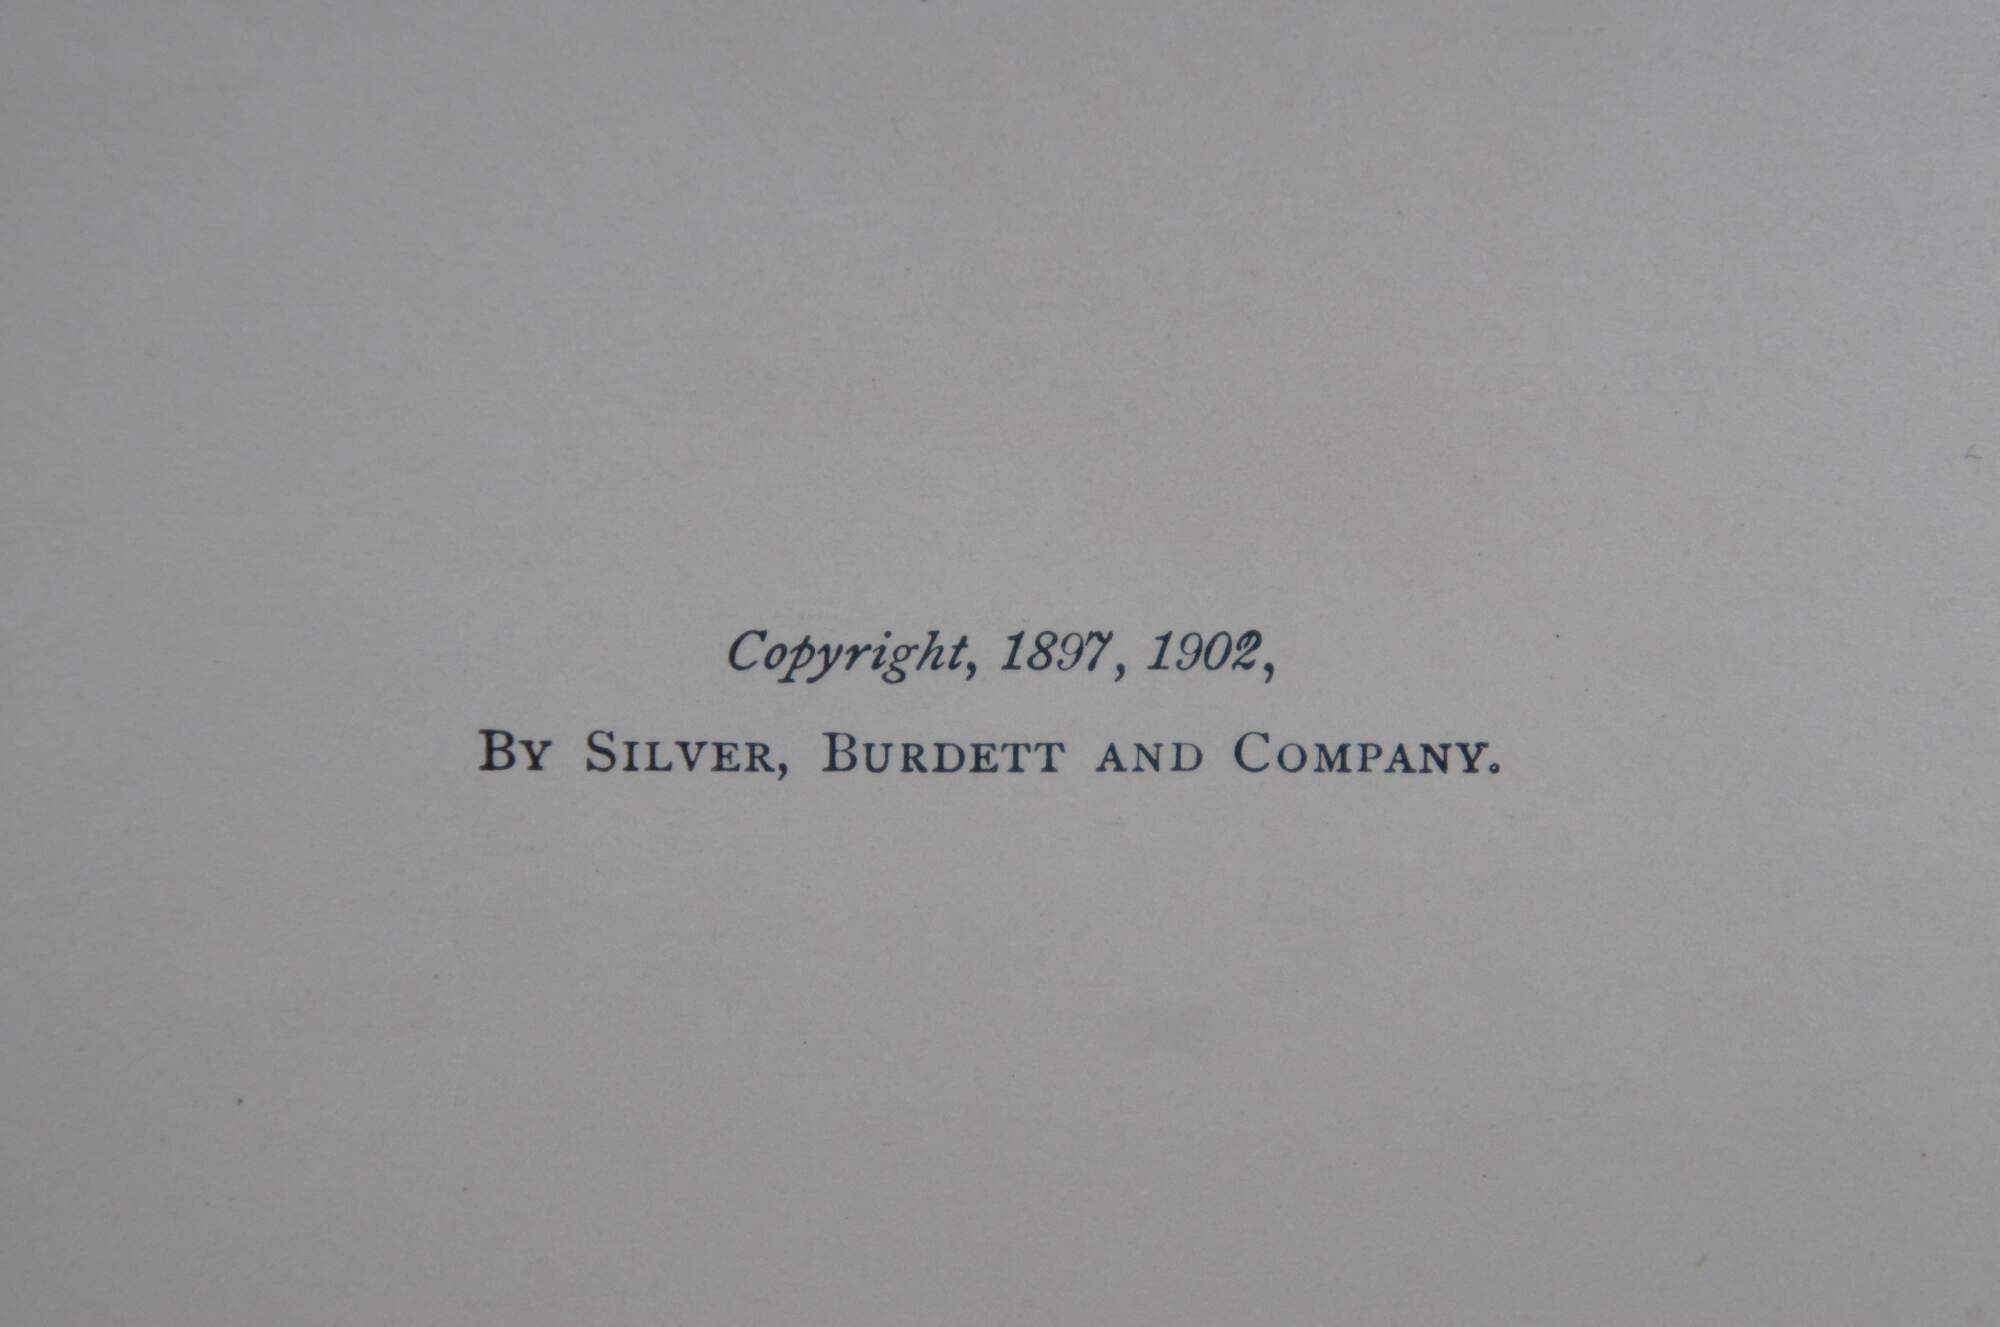 Copyright, 1897, 1902,
By Silver, Burdett and Company.